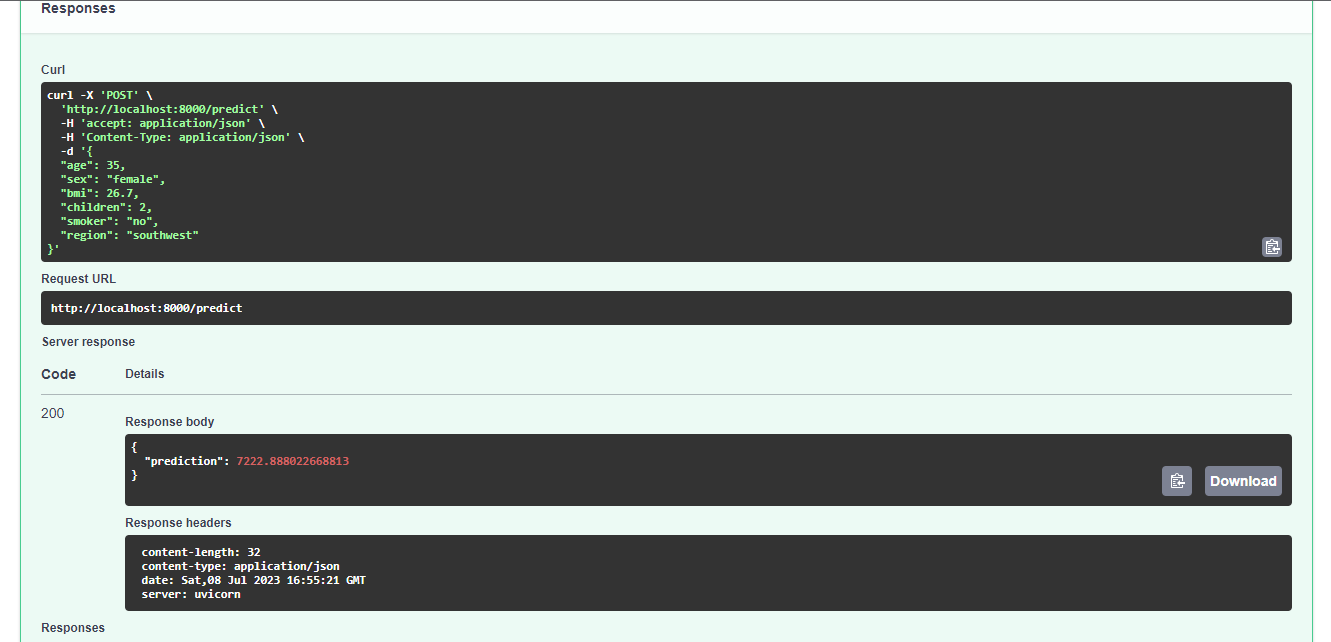 Responses
Curl
curl -X 'POST' \
'http://localhost:8000/predict' \
-H 'accept: application/json' \
-H 'Content-Type: application/json' \
-d '{
"age": 35,
"sex": "female",
"bmi": 26.7,
"children": 2,
"smoker": "no",
"region": "southwest"
}'
Request URL
http://localhost:8000/predict
Server response
Code Details
200
Response body
{
"prediction": 7222.888022668813
}
Download
Response headers
content-length: 32
content-type: application/json
date: Sat,08 Jul 2023 16:55:21 GMT
server: uvicorn
Responses